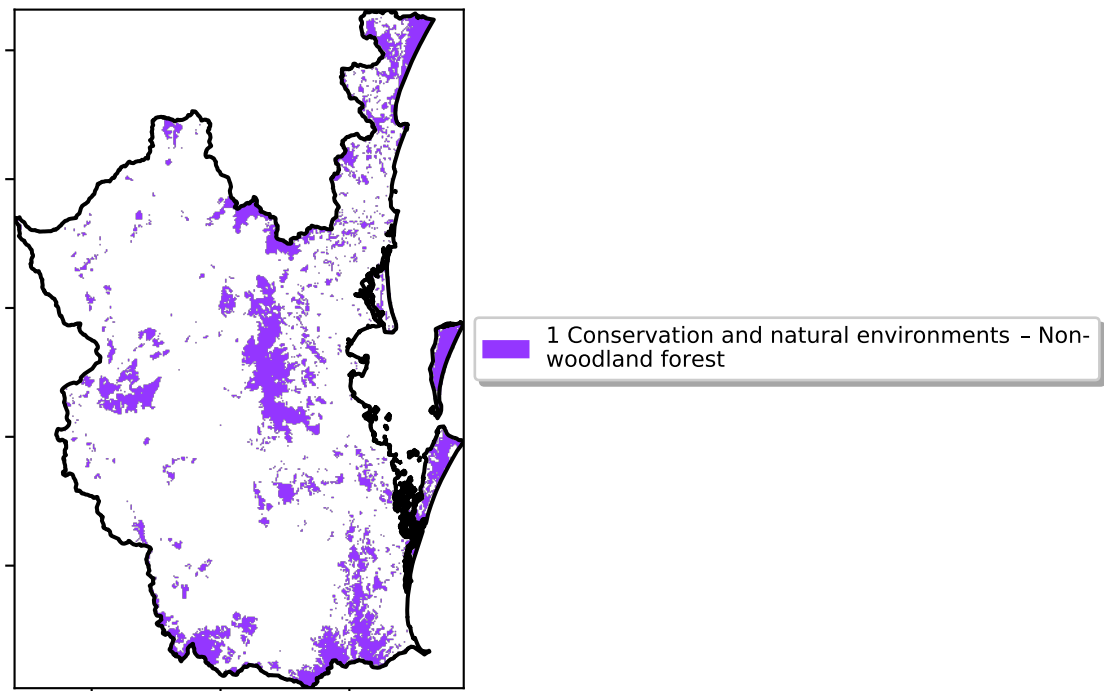 1 Conservation and natural environments – Non-
woodland forest